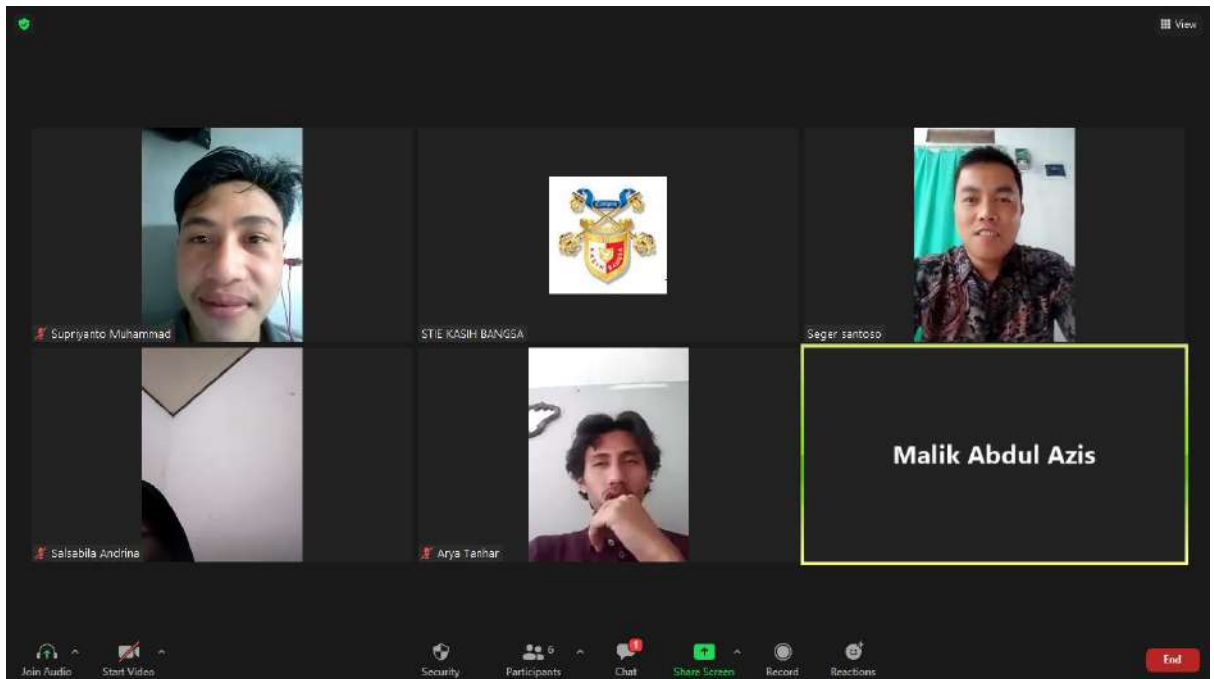 View
Supriyanto Muhammad
STIE KASIH BANGSA
Seger santoso
Salsabila Andrina
Arya Tanhar
Malik Abdul Azis
Join Audio
Start Video
Security
6
Participants
1
Chat
Share Screen
Record
Reactions
End